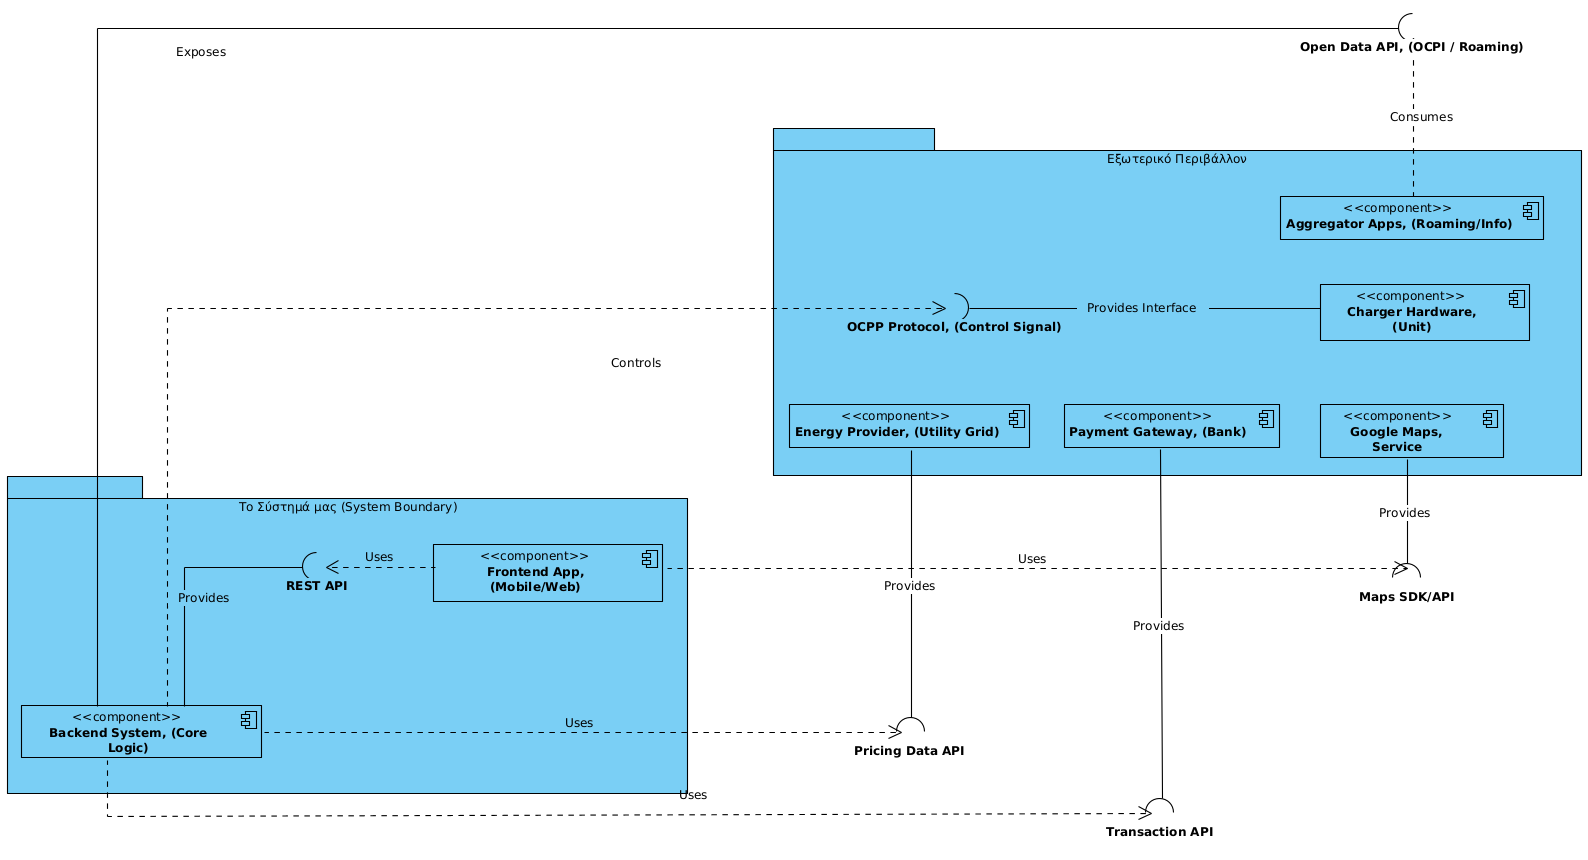 Exposes
Open Data API, (OCPI / Roaming)
Consumes
Εξωτερικό Περιβάλλον
<<component>>
Aggregator Apps, (Roaming/Info)
<<component>>
Charger Hardware,
(Unit)
Provides Interface
OCPP Protocol, (Control Signal)
Controls
<<component>>
Energy Provider, (Utility Grid)
<<component>>
Payment Gateway, (Bank)
<<component>>
Google Maps,
Service
Το Σύστημά μας (System Boundary)
Provides
Uses
<<component>>
Frontend App,
(Mobile/Web)
Uses
REST API
Provides
Provides
Maps SDK/API
Provides
<<component>>
Backend System, (Core
Logic)
Uses
Pricing Data API
Uses
Transaction API